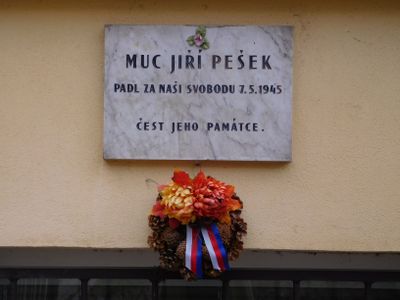 MUC JIŘÍ PEŠEK
PADL ZA NAŠI SVOBODU 7.5.1945
ČEST JEHO PAMÁTCE.